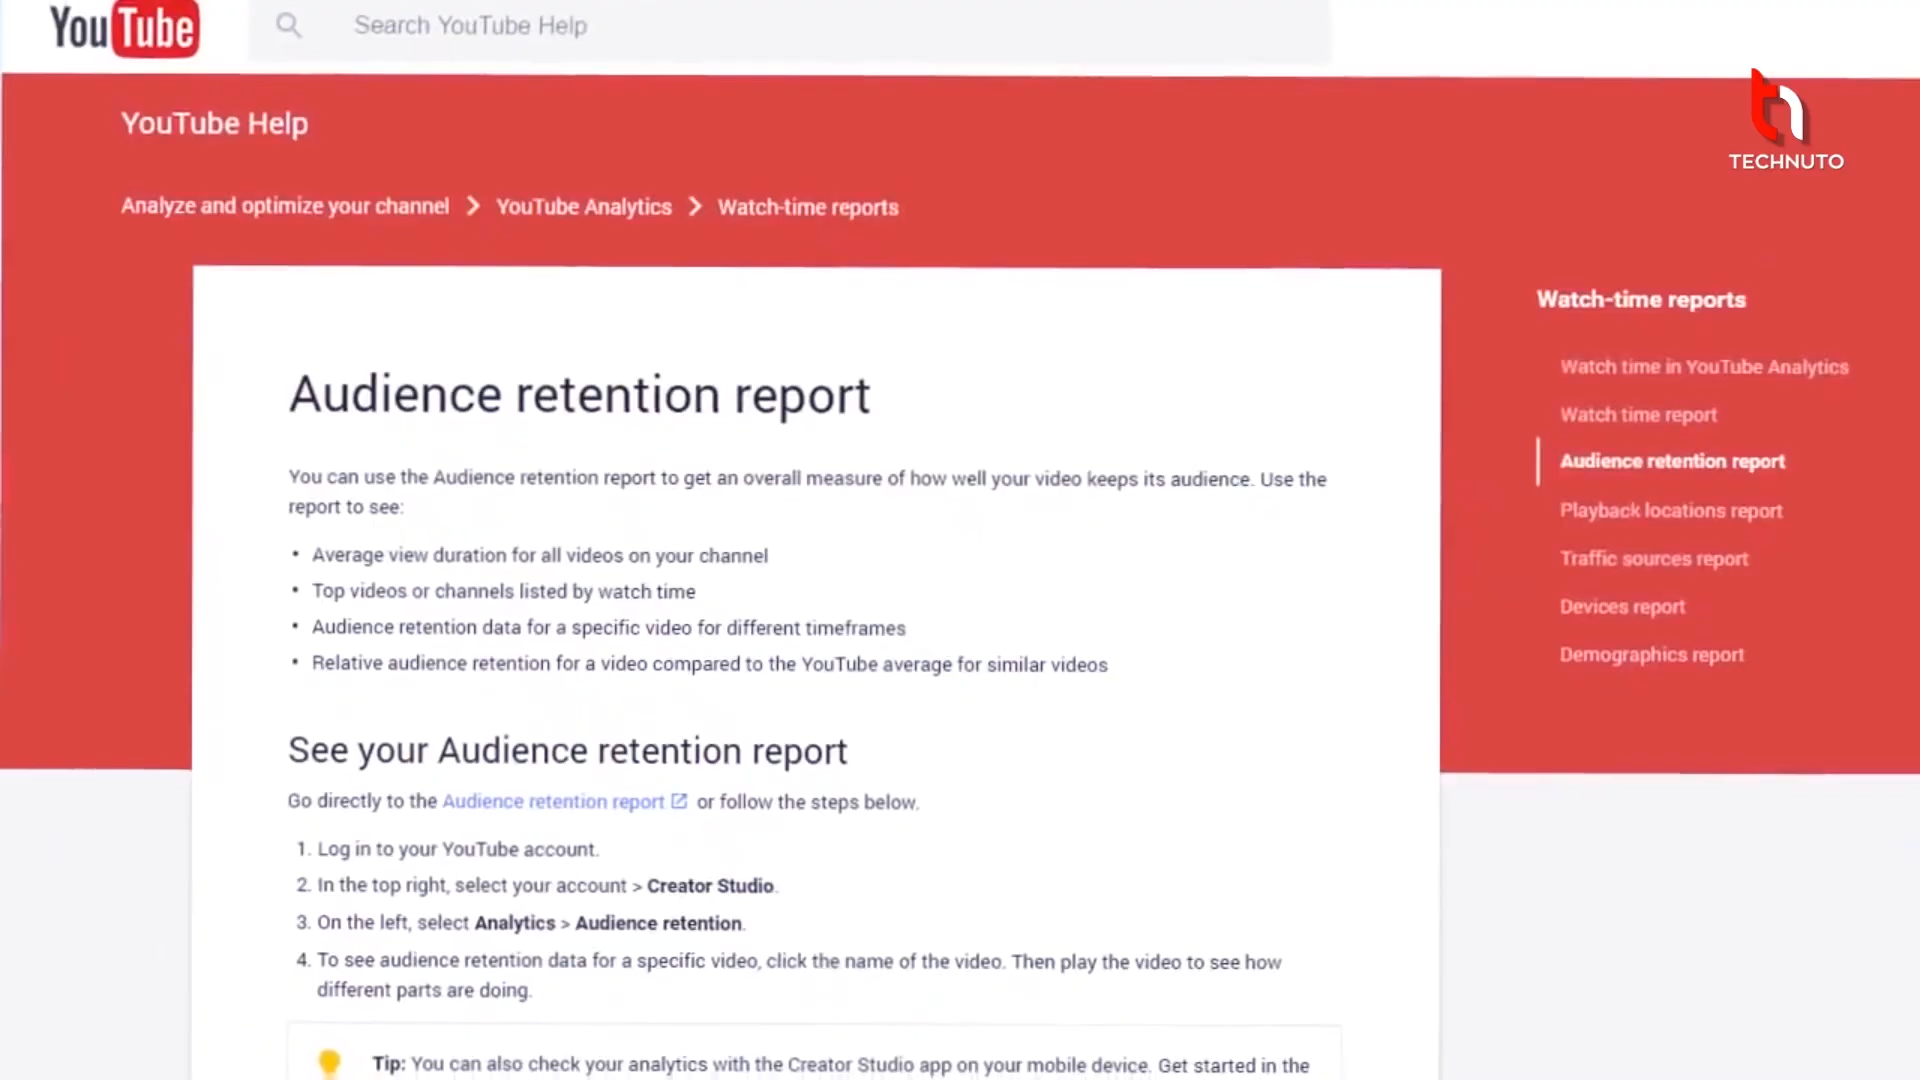 YouTube
Search YouTube Help
YouTube Help
TECHNUTO
Analyze and optimize your channel > YouTube Analytics > Watch-time reports
Watch-time reports
Watch time in YouTube Analytics
Watch time report
Audience retention report
Playback locations report
Traffic sources report
Devices report
Demographics report
Audience retention report
You can use the Audience retention report to get an overall measure of how well your video keeps its audience. Use the
report to see:
• Average view duration for all videos on your channel
• Top videos or channels listed by watch time
• Audience retention data for a specific video for different timeframes
• Relative audience retention for a video compared to the YouTube average for similar videos
See your Audience retention report
Go directly to the Audience retention report or follow the steps below.
1. Log in to your YouTube account.
2. In the top right, select your account > Creator Studio.
3. On the left, select Analytics > Audience retention.
4. To see audience retention data for a specific video, click the name of the video. Then play the video to see how
different parts are doing.
Tip: You can also check your analytics with the Creator Studio app on your mobile device. Get started in the